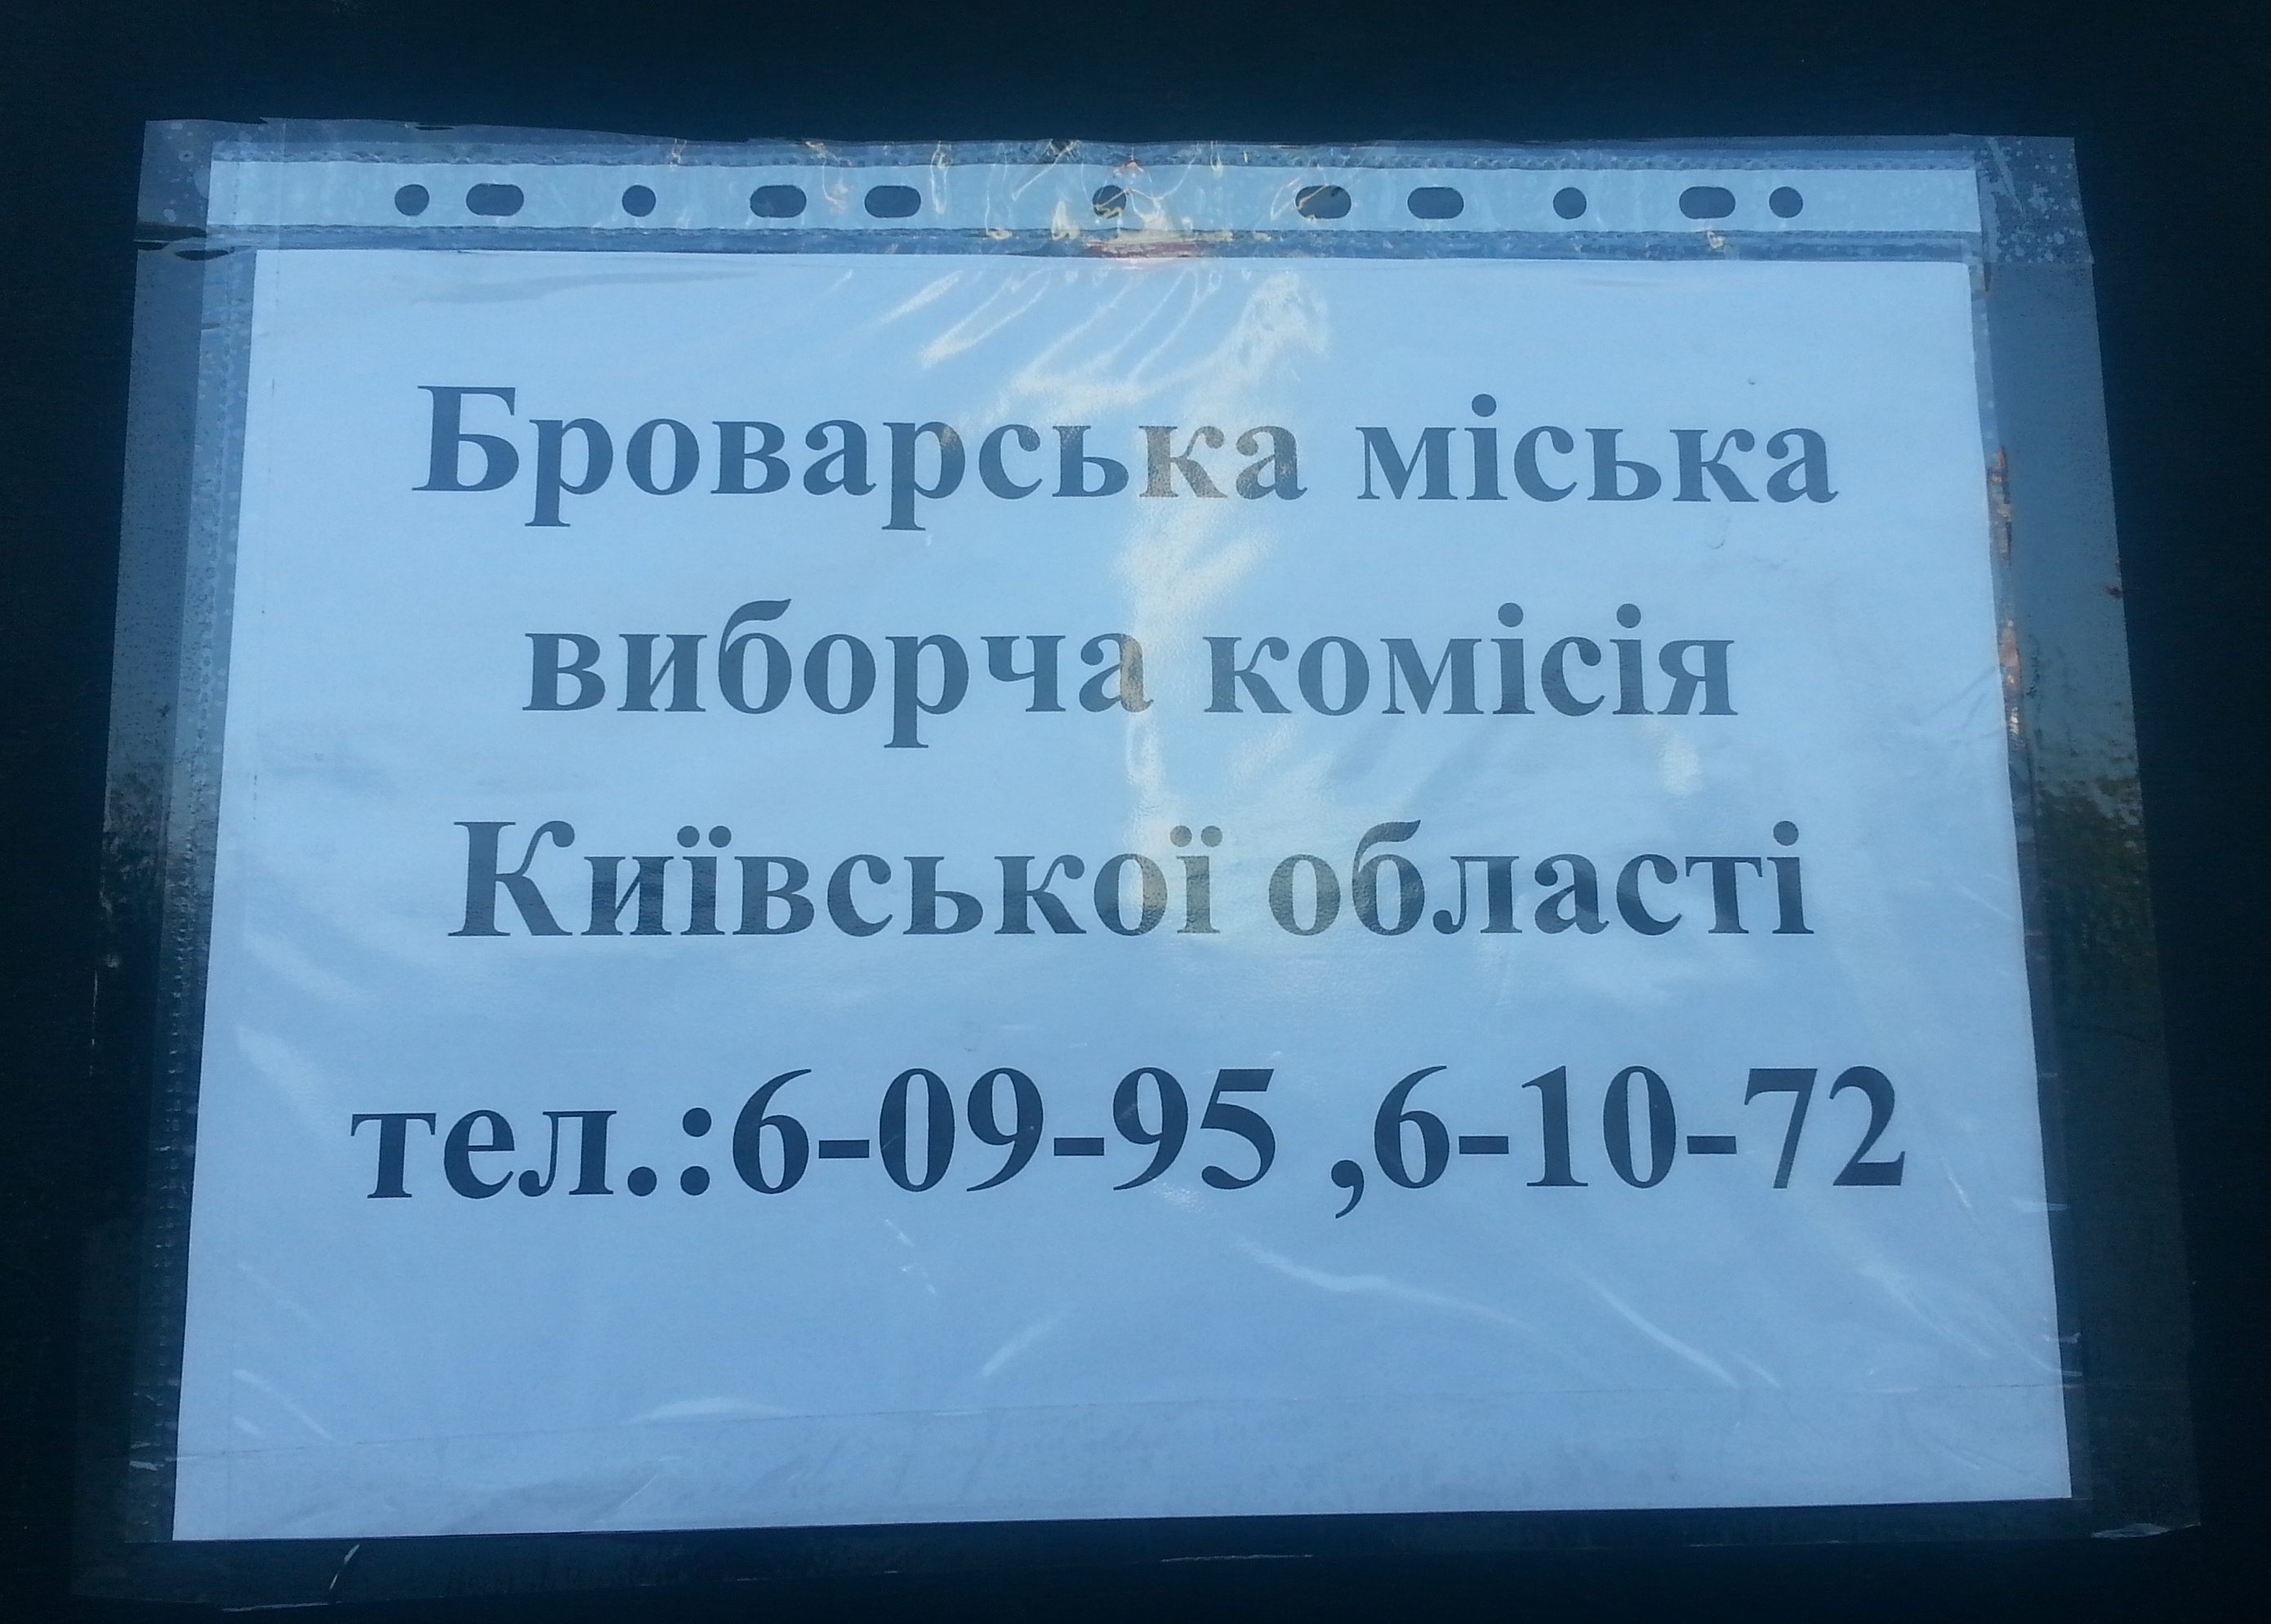 Броварська міська
виборча комісія
Київської області
тел.:6-09-95 ,6-10-72